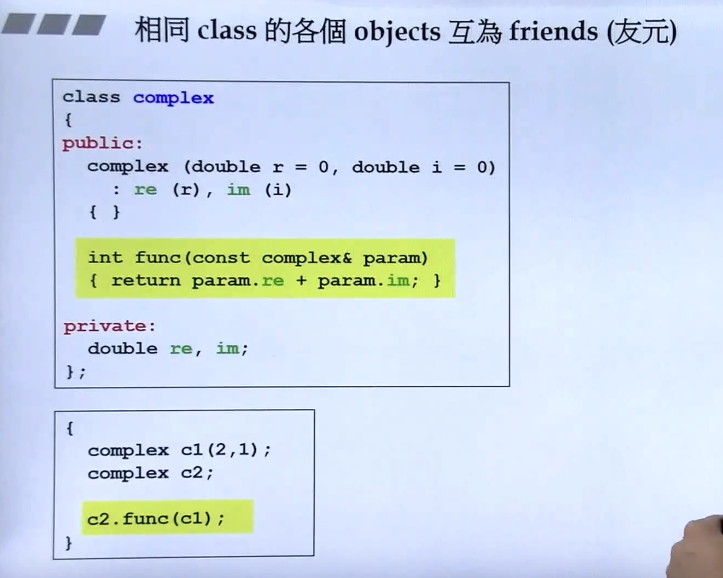 相同 class 的各個 objects 互為 friends (友元)
class complex
{
public:
complex (double r = 0, double i = 0)
: re (r), im (i)
{ }
int func(const complex& param)
{ return param.re + param.im; }
private:
double re, im;
};
{
complex c1(2,1);
complex c2;
c2.func(c1);
}